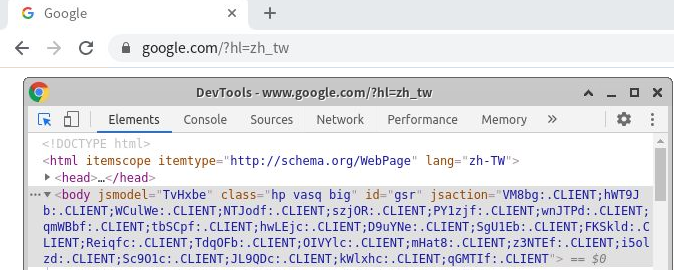 Google
google.com/?hl=zh_tw
DevTools - www.google.com/?hl=zh_tw
Elements Console Sources Network Performance Memory
<!DOCTYPE html>
<html itemscope itemtype="http://schema.org/WebPage" lang="zh-TW">
<head>…</head>
<body jsmodel="TvHxbe" class="hp vasq big" id="gsr" jsaction="VM8bg:.CLIENT;hWT9J
b:.CLIENT;WCulWe:.CLIENT;NTJodf:.CLIENT;szjOR:.CLIENT;PY1zjf:.CLIENT;wnJTPd:.CLIENT;
qmWBbf:.CLIENT;tbSCpf:.CLIENT;hwLEjc:.CLIENT;D9uYNe:.CLIENT;SgU1Eb:.CLIENT;FKSkld:.C
LIENT;Reiqfc:.CLIENT;TdqOFb:.CLIENT;OIVYlc:.CLIENT;mHat8:.CLIENT;z3NTEf:.CLIENT;i5ol
zd:.CLIENT;Sc9O1c:.CLIENT;JL9QDc:.CLIENT;kWlxhc:.CLIENT;qGMTIf:.CLIENT"> == $0